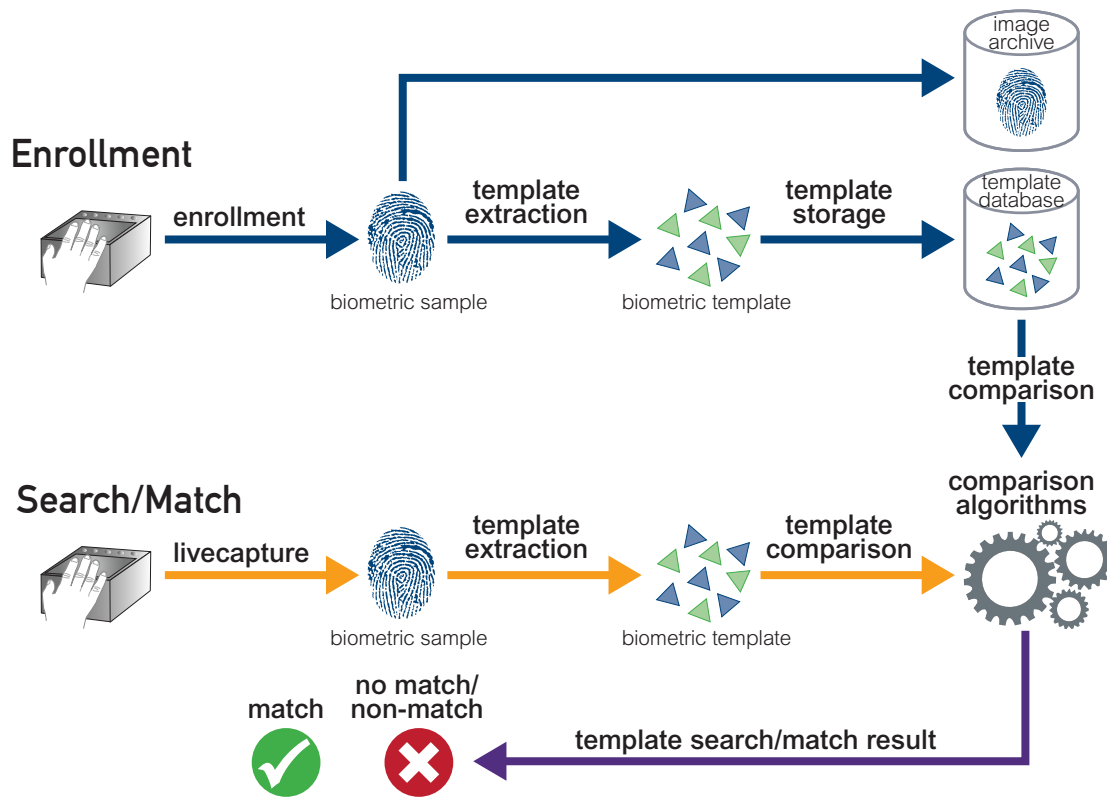 image
archive
Enrollment
enrollment
template
extraction
template
storage
template
database
biometric sample
biometric template
template
comparison
Search/Match
comparison
algorithms
livecapture
template
extraction
template
comparison
biometric sample
biometric template
match
no match/
non-match
template search/match result